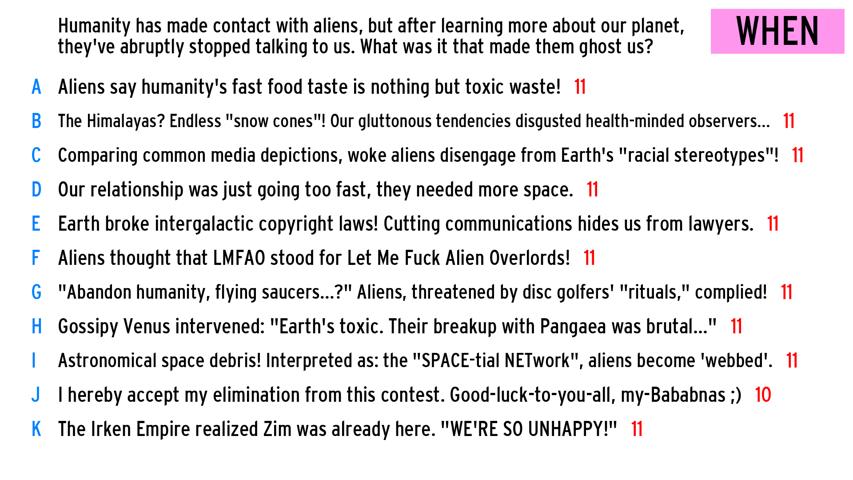 Humanity has made contact with aliens, but after learning more about our planet,
they've abruptly stopped talking to us. What was it that made them ghost us?
WHEN
A Aliens say humanity's fast food taste is nothing but toxic waste! 11
B The Himalayas? Endless "snow cones"! Our gluttonous tendencies disgusted health-minded observers... 11
C Comparing common media depictions, woke aliens disengage from Earth's "racial stereotypes"! 11
D Our relationship was just going too fast, they needed more space. 11
E Earth broke intergalactic copyright laws! Cutting communications hides us from lawyers. 11
F Aliens thought that LMFAO stood for Let Me Fuck Alien Overlords! 11
G "Abandon humanity, flying saucers...?" Aliens, threatened by disc golfers' "rituals," complied! 11
H Gossipy Venus intervened: "Earth's toxic. Their breakup with Pangaea was brutal..." 11
I Astronomical space debris! Interpreted as: the "SPACE-tial NETwork", aliens become 'webbed'. 11
J I hereby accept my elimination from this contest. Good-luck-to-you-all, my-Bababnas ;) 10
K The Irken Empire realized Zim was already here. "WE'RE SO UNHAPPY!" 11